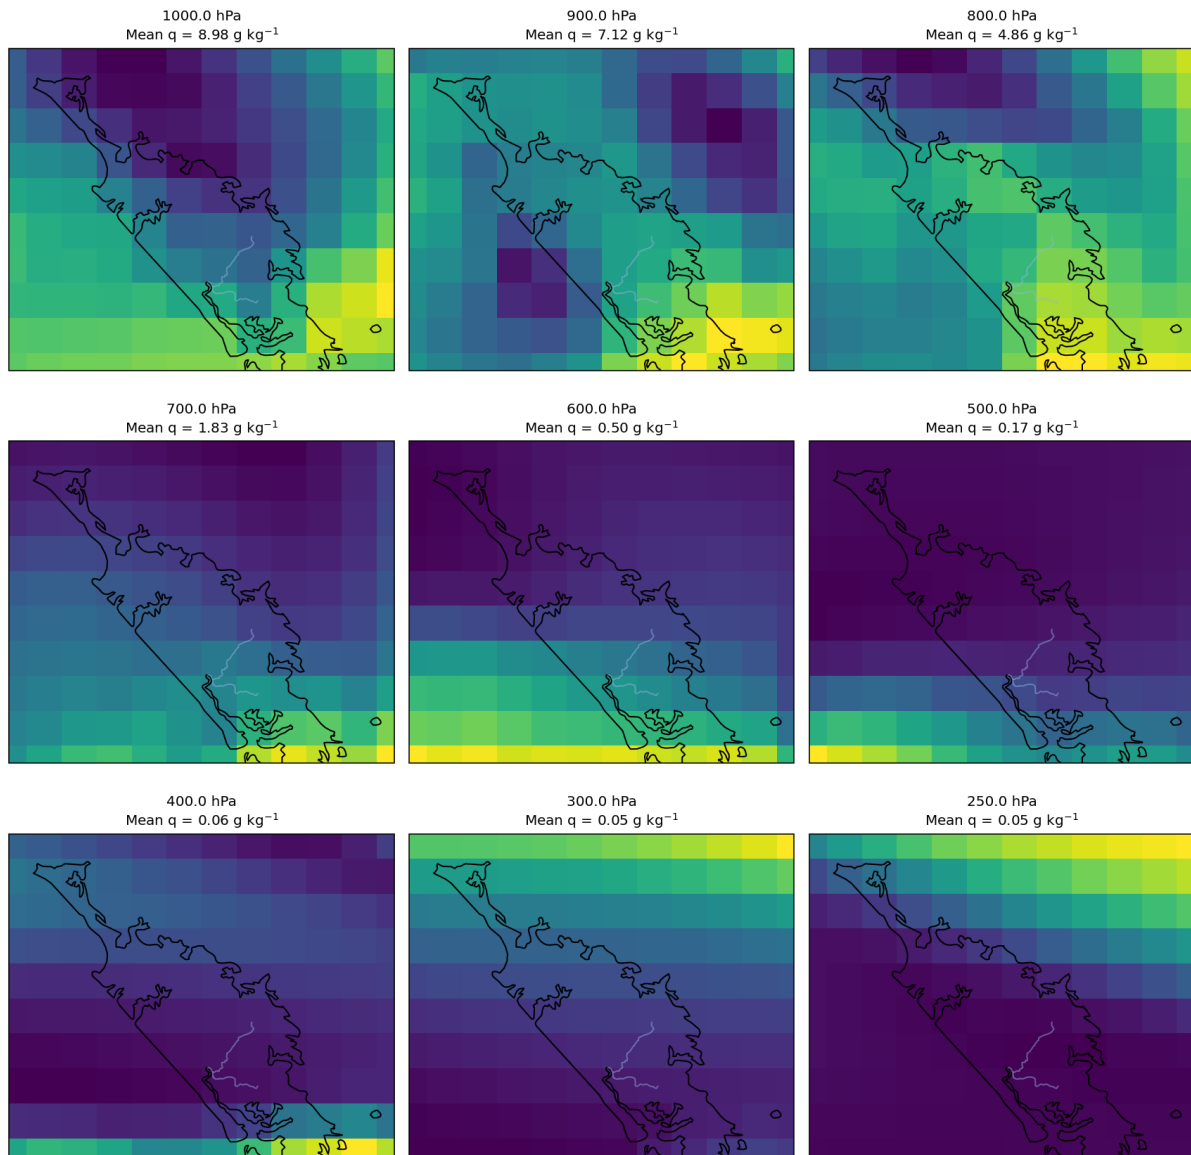 1000.0 hPa
Mean q = 8.98 g kg⁻¹
900.0 hPa
Mean q = 7.12 g kg⁻¹
800.0 hPa
Mean q = 4.86 g kg⁻¹
700.0 hPa
Mean q = 1.83 g kg⁻¹
600.0 hPa
Mean q = 0.50 g kg⁻¹
500.0 hPa
Mean q = 0.17 g kg⁻¹
400.0 hPa
Mean q = 0.06 g kg⁻¹
300.0 hPa
Mean q = 0.05 g kg⁻¹
250.0 hPa
Mean q = 0.05 g kg⁻¹